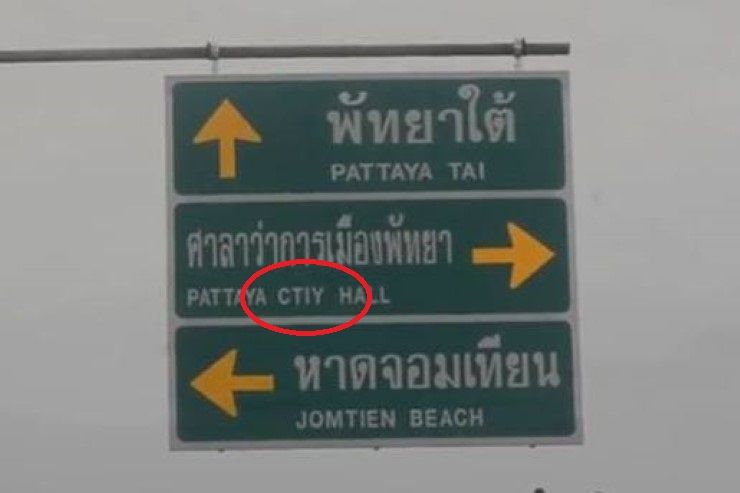 พัทยาใต้
PATTAYA TAI
ศาลาว่าการเมืองพัทยา
PATTAYA CTIY HALL
หาดจอมเทียน
JOMTIEN BEACH